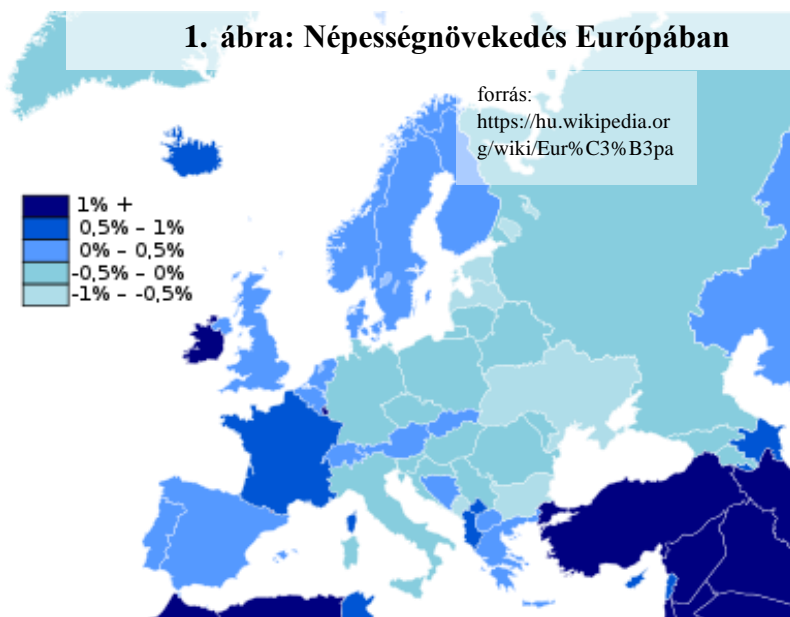 1. ábra: Népességnövekedés Európában
forrás:
https://hu.wikipedia.or
g/wiki/Eur%C3%B3pa
1% +
0,5% – 1%
0% – 0,5%
-0,5% – 0%
-1% – -0,5%